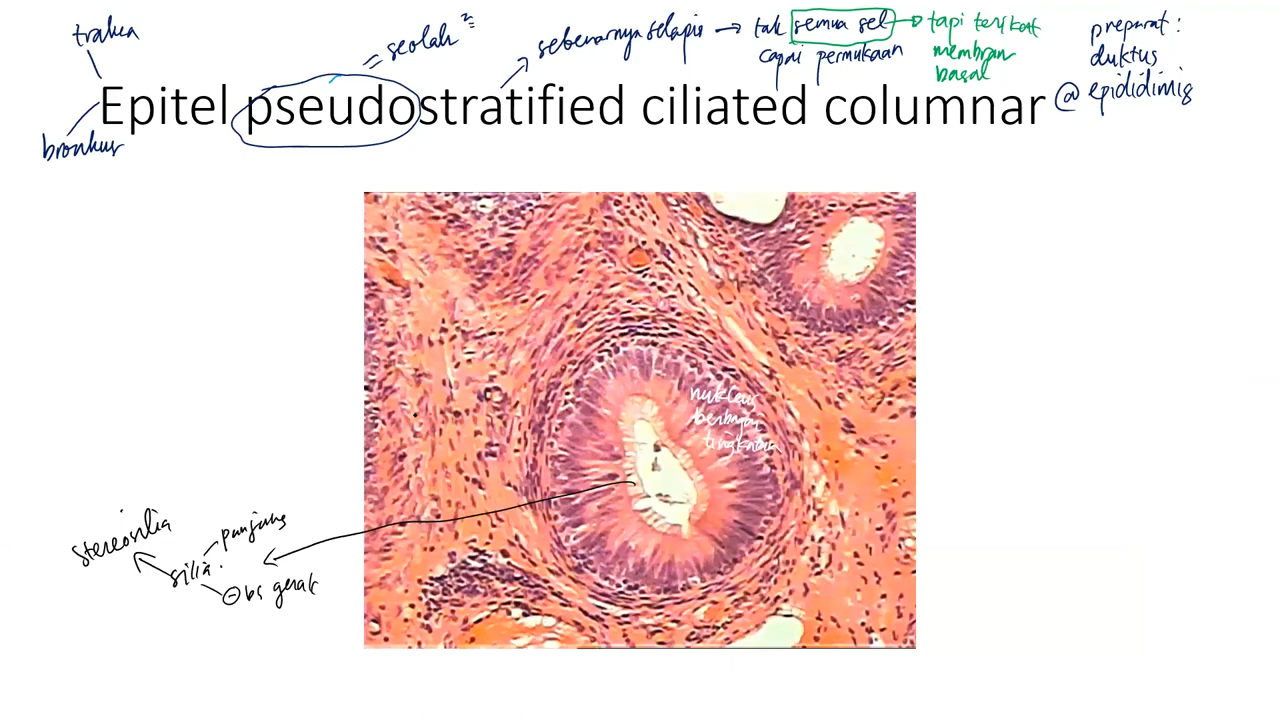 trakea
= seolah²
sebenarnya selapis → tak semua sel → tapi terikat
capai permukaan
membran
basal
preparat :
duktus
@ epididimis
Epitel pseudostratified ciliated columnar
bronkus
nukleus
berbagai
tingkatan
stereosilia
silia
panjang
⊖ bs gerak